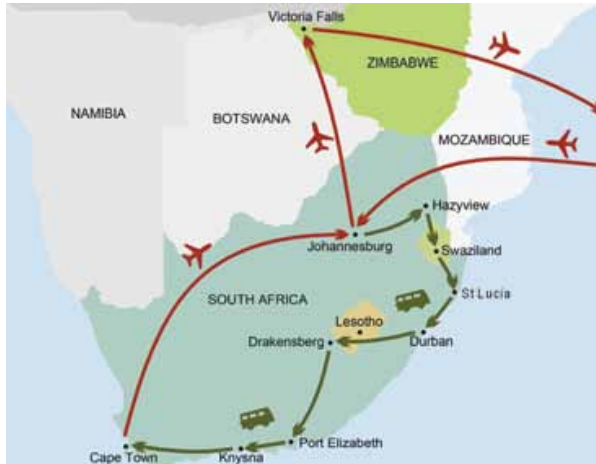 Victoria Falls
ZIMBABWE
NAMIBIA
BOTSWANA
MOZAMBIQUE
Hazyview
Johannesburg
Swaziland
SOUTH AFRICA
St Lucia
Lesotho
Drakensberg
Durban
Port Elizabeth
Cape Town
Knysna